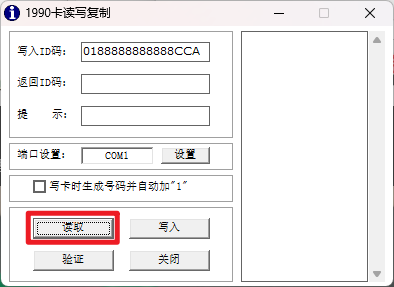 1990卡读写复制
写入ID码：
0188888888888CCA
返回ID码：
提 示：
端口设置：
COM1
设置
写卡时生成号码并自动加"1"
读取
写入
验证
关闭